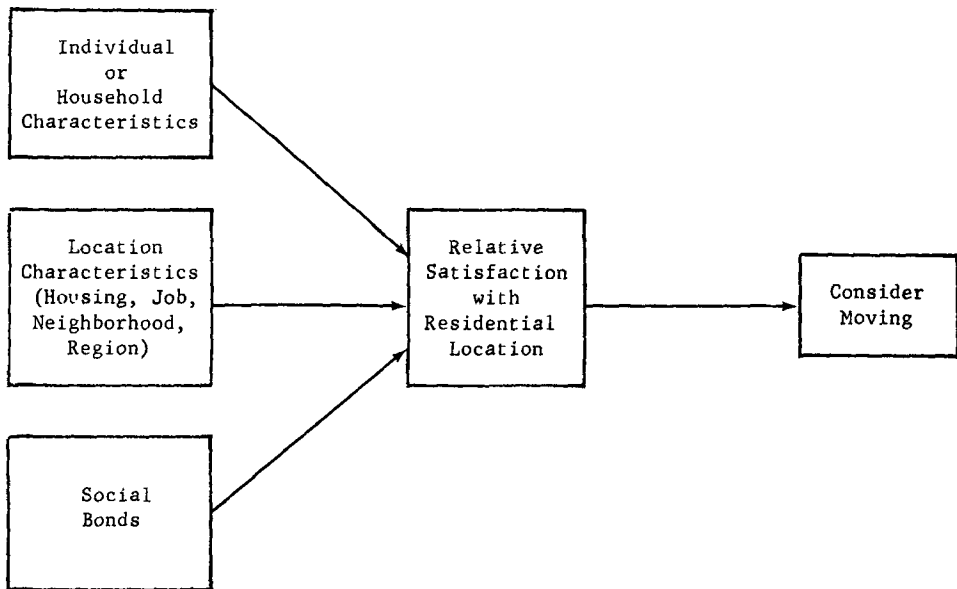 Individual
or
Household
Characteristics
Location
Characteristics
(Housing, Job,
Neighborhood,
Region)
Social
Bonds
Relative
Satisfaction
with
Residential
Location
Consider
Moving